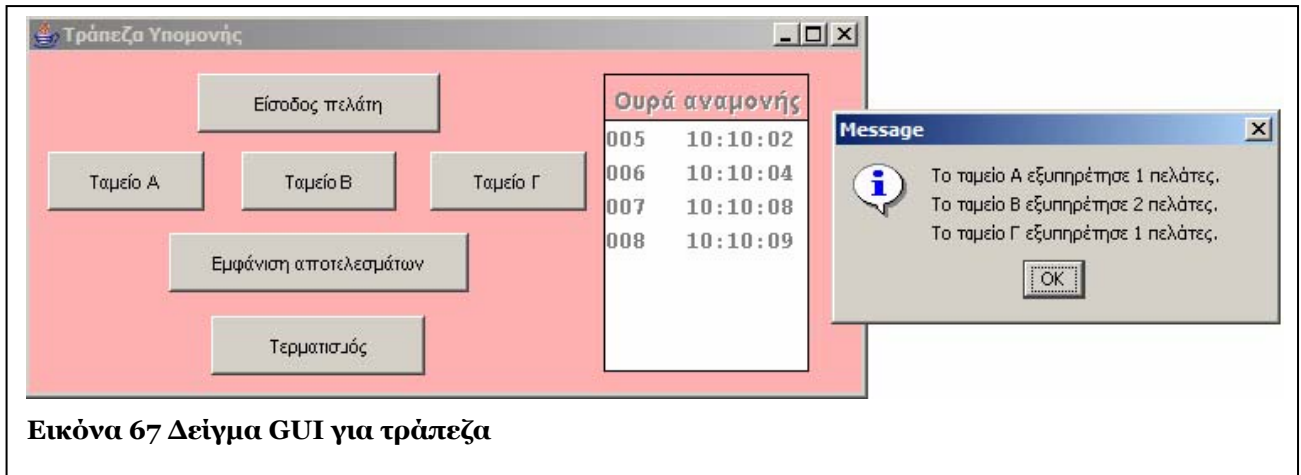 Τράπεζα Υπομονής
Είσοδος πελάτη
Ταμείο Α
Ταμείο Β
Ταμείο Γ
Εμφάνιση αποτελεσμάτων
Τερματισμός
Ουρά αναμονής
005 10:10:02
006 10:10:04
007 10:10:08
008 10:10:09
Message
Το ταμείο Α εξυπηρέτησε 1 πελάτες.
Το ταμείο Β εξυπηρέτησε 2 πελάτες.
Το ταμείο Γ εξυπηρέτησε 1 πελάτες.
OK
Εικόνα 67 Δείγμα GUI για τράπεζα